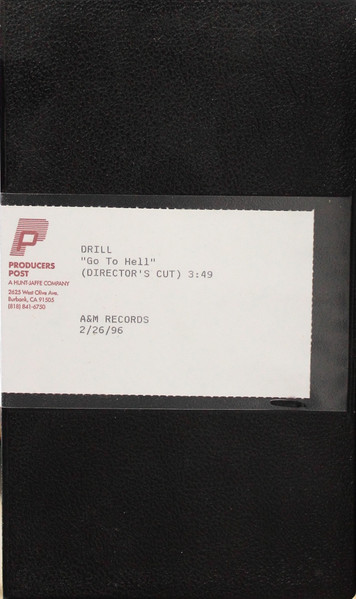 P
PRODUCERS
POST
A HUNT-JAFFE COMPANY
2625 West Olive Ave.
Burbank, CA 91505
(818) 841-6750
DRILL
"Go To Hell"
(DIRECTOR'S CUT) 3:49
A&M RECORDS
2/26/96